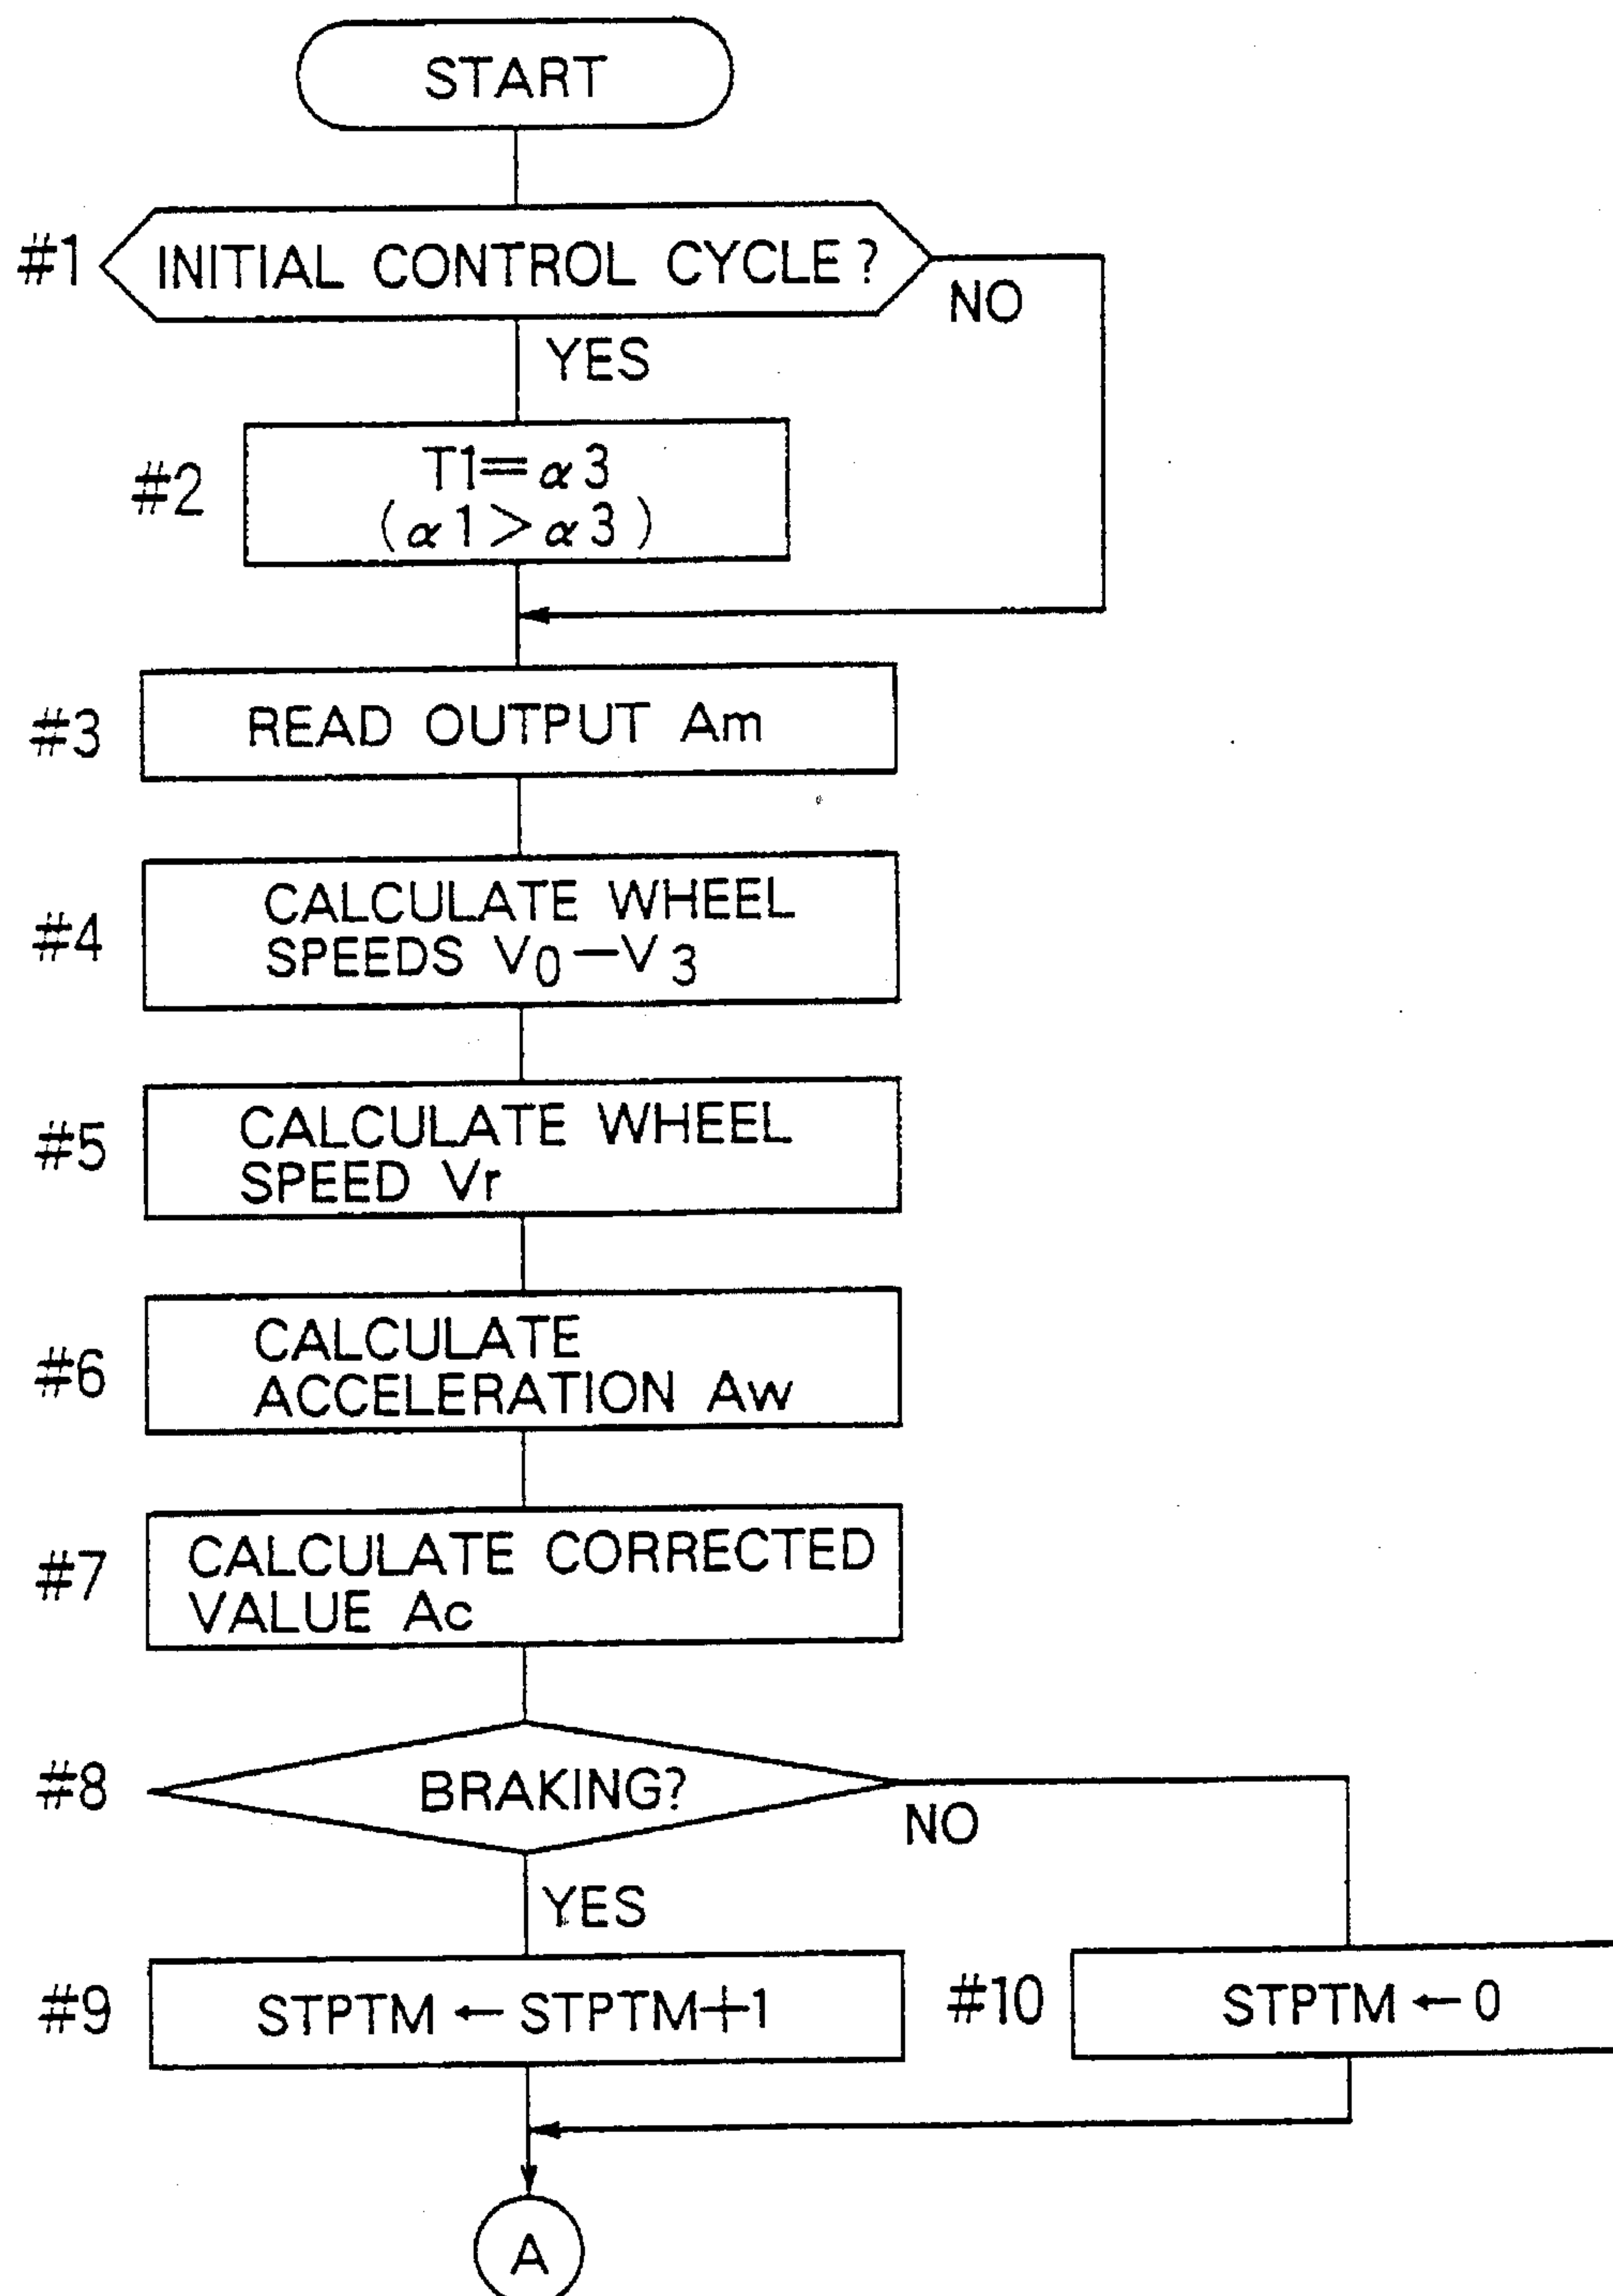 START
#1 INITIAL CONTROL CYCLE?
NO
YES
#2
T1=α3
(α1>α3)
#3 READ OUTPUT Am
#4
CALCULATE WHEEL
SPEEDS V0–V3
#5
CALCULATE WHEEL
SPEED Vr
#6
CALCULATE
ACCELERATION Aw
#7
CALCULATE CORRECTED
VALUE Ac
#8 BRAKING?
NO
YES
#9 STPTM ← STPTM+1
#10 STPTM ← 0
A